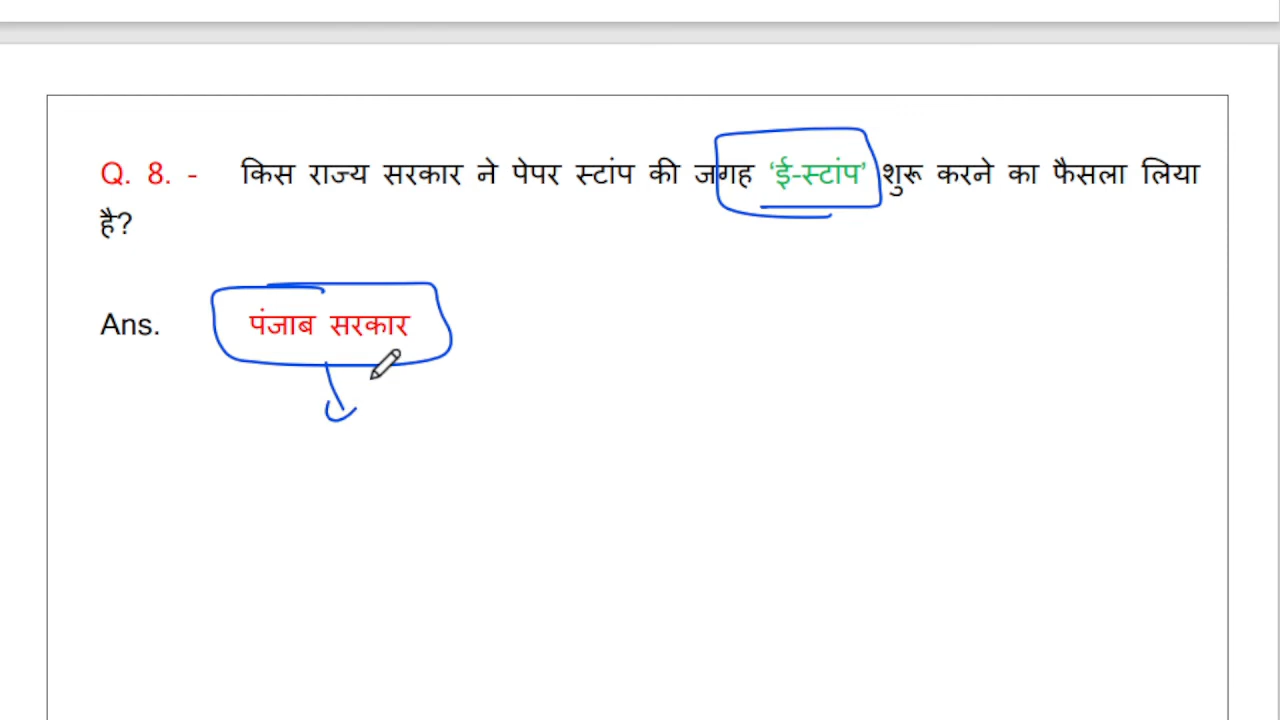 Q. 8. - किस राज्य सरकार ने पेपर स्टांप की जगह ‘ई-स्टांप’ शुरू करने का फैसला लिया
है?
Ans. पंजाब सरकार